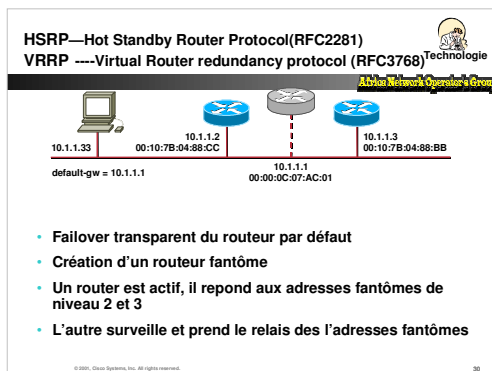 HSRP—Hot Standby Router Protocol(RFC2281)
VRRP ----Virtual Router redundancy protocol (RFC3768)
Technologie
Africa Network Operators Group
10.1.1.33
10.1.1.2
00:10:7B:04:88:CC
10.1.1.3
00:10:7B:04:88:BB
default-gw = 10.1.1.1
10.1.1.1
00:00:0C:07:AC:01
• Failover transparent du routeur par défaut
• Création d'un routeur fantôme
• Un router est actif, il repond aux adresses fantômes de
niveau 2 et 3
• L'autre surveille et prend le relais des l'adresses fantômes
© 2001, Cisco Systems, Inc. All rights reserved.
30